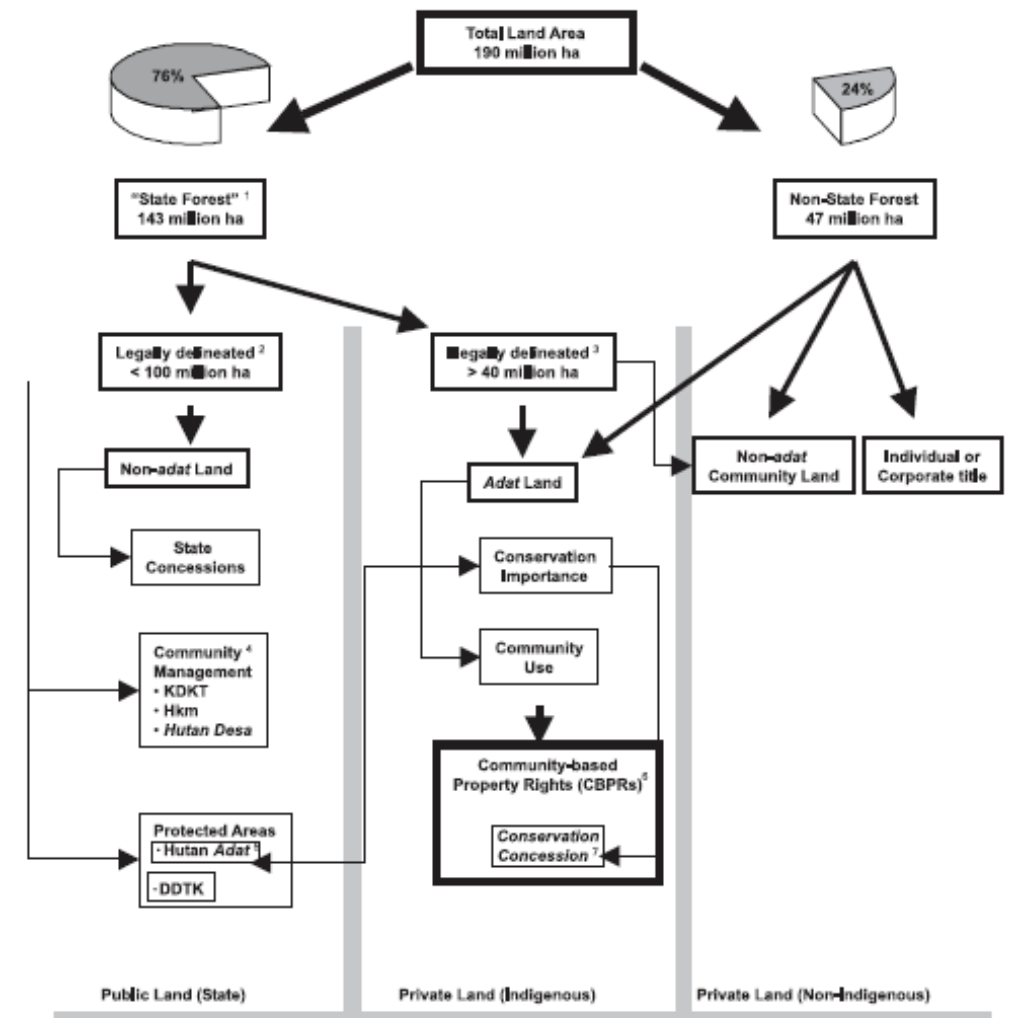 Total Land Area
190 million ha
76%
24%
"State Forest" 1
143 million ha
Non-State Forest
47 million ha
Legally delineated 2
< 100 million ha
Illegally delineated 3
> 40 million ha
Non-adat Land
Adat Land
Non-adat
Community Land
Individual or
Corporate title
State
Concessions
Conservation
Importance
Community 4
Management
• KDKT
• Hkm
• Hutan Desa
Community
Use
Community-based
Property Rights (CBPRs)6
Conservation
Concession 7
Protected Areas
· Hutan Adat 5
·DDTK
Public Land (State)
Private Land (Indigenous)
Private Land (Non-Indigenous)